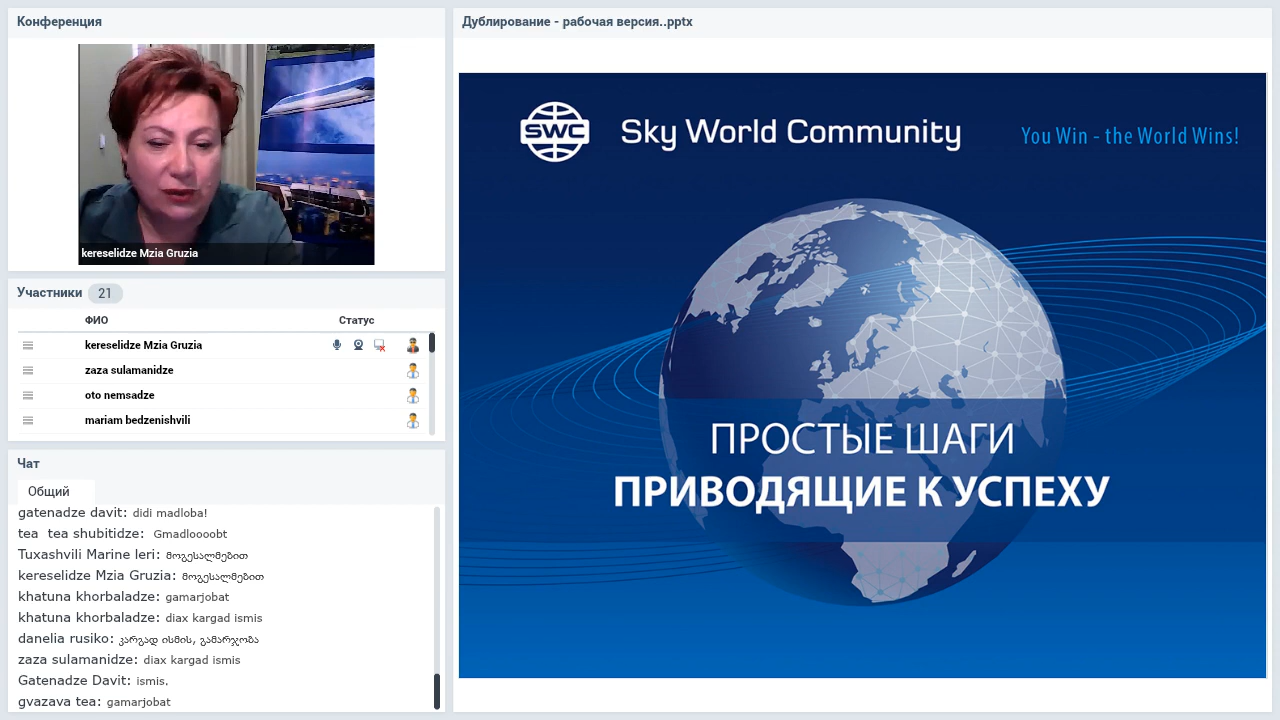 Конференция
kereselidze Mzia Gruzia
Участники 21
ФИО Статус
kereselidze Mzia Gruzia
zaza sulamanidze
oto nemsadze
mariam bedzenishvili
Чат
Общий
gatenadze davit: didi madloba!
tea tea shubitidze: Gmadloooobt
Tuxashvili Marine leri: მოგესალმებით
kereselidze Mzia Gruzia: მოგესალმებით
khatuna khorbaladze: gamarjobat
khatuna khorbaladze: diax kargad ismis
danelia rusiko: კარგად ისმის, გამარჯობა
zaza sulamanidze: diax kargad ismis
Gatenadze Davit: ismis.
gvazava tea: gamarjobat
Дублирование - рабочая версия..pptx
SWC Sky World Community
You Win - the World Wins!
ПРОСТЫЕ ШАГИ
ПРИВОДЯЩИЕ К УСПЕХУ